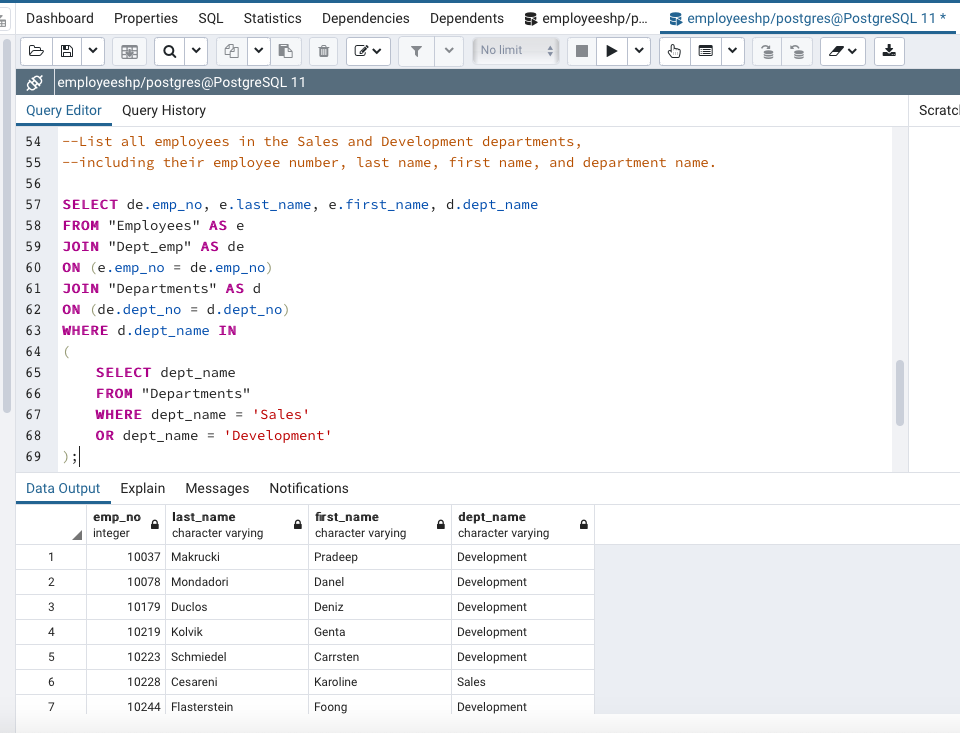 Dashboard Properties SQL Statistics Dependencies Dependents employeeshp/p... employeeshp/postgres@PostgreSQL 11 *
No limit
employeeshp/postgres@PostgreSQL 11
Query Editor Query History Scratc
54 --List all employees in the Sales and Development departments,
55 --including their employee number, last name, first name, and department name.
56
57 SELECT de.emp_no, e.last_name, e.first_name, d.dept_name
58 FROM "Employees" AS e
59 JOIN "Dept_emp" AS de
60 ON (e.emp_no = de.emp_no)
61 JOIN "Departments" AS d
62 ON (de.dept_no = d.dept_no)
63 WHERE d.dept_name IN
64 (
65 SELECT dept_name
66 FROM "Departments"
67 WHERE dept_name = 'Sales'
68 OR dept_name = 'Development'
69 );
Data Output Explain Messages Notifications
emp_no last_name first_name dept_name
integer character varying character varying character varying
1 10037 Makrucki Pradeep Development
2 10078 Mondadori Danel Development
3 10179 Duclos Deniz Development
4 10219 Kolvik Genta Development
5 10223 Schmiedel Carrsten Development
6 10228 Cesareni Karoline Sales
7 10244 Flasterstein Foong Development